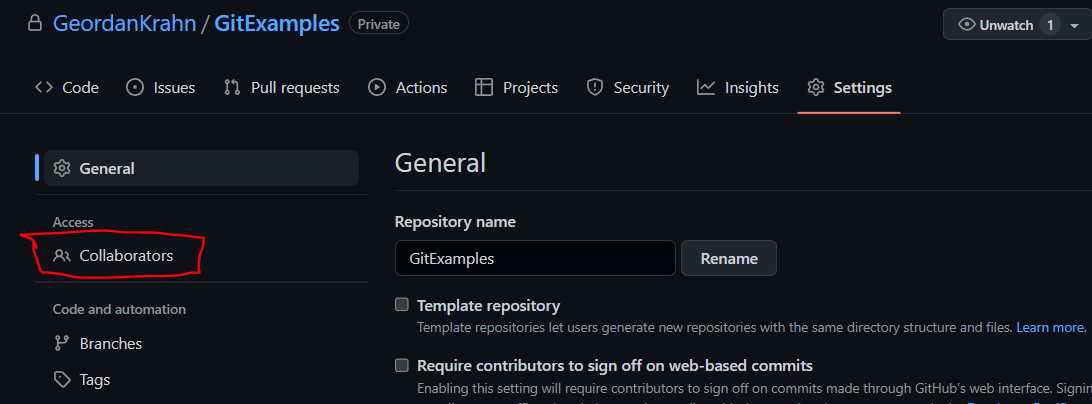 GeordanKrahn / GitExamples Private
Unwatch 1
Code Issues Pull requests Actions Projects Security Insights Settings
General
Access
Collaborators
Code and automation
Branches
Tags
General
Repository name
GitExamples Rename
Template repository
Template repositories let users generate new repositories with the same directory structure and files. Learn more.
Require contributors to sign off on web-based commits
Enabling this setting will require contributors to sign off on commits made through GitHub's web interface. Signin